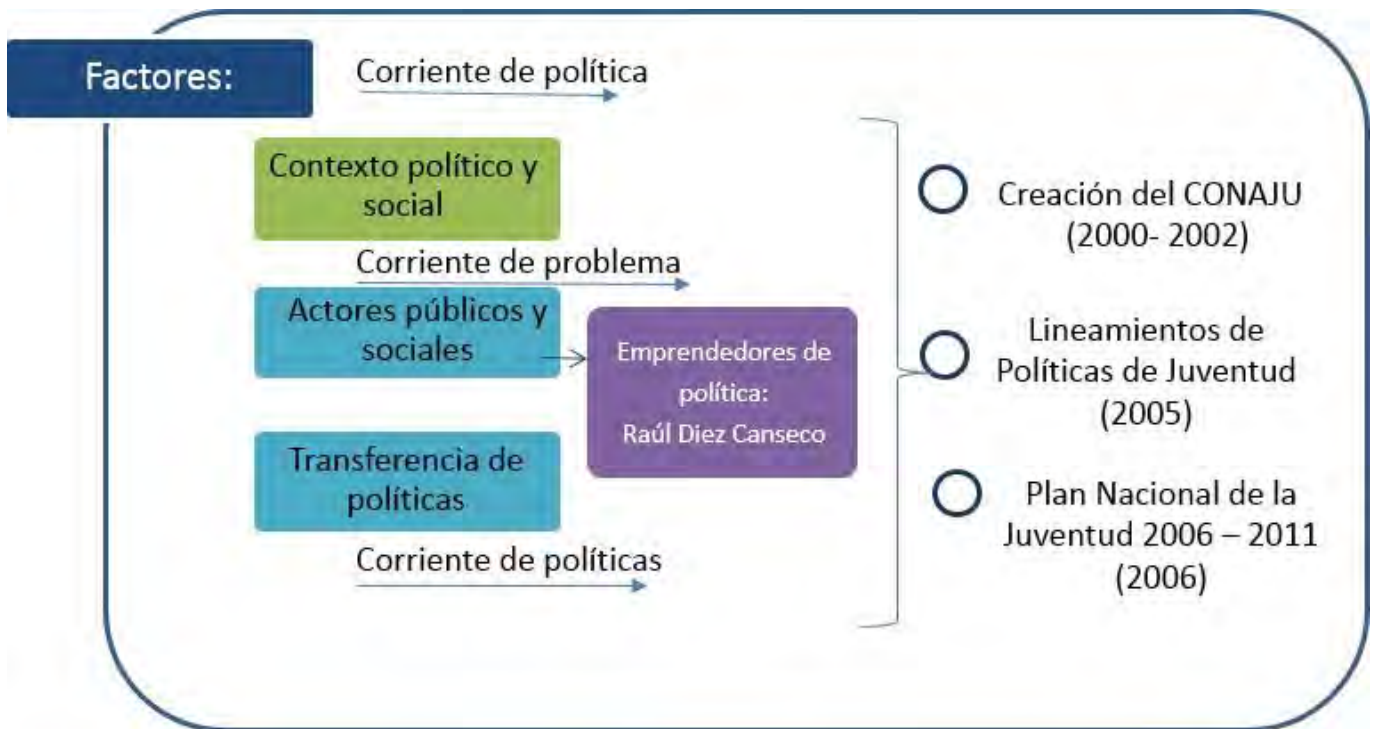 Factores:
Corriente de política
Contexto político y
social
Corriente de problema
Actores públicos y
sociales
Emprendedores de
política:
Raúl Diez Canseco
Transferencia de
políticas
Corriente de políticas
Creación del CONAJU
(2000- 2002)
Lineamientos de
Políticas de Juventud
(2005)
Plan Nacional de la
Juventud 2006 – 2011
(2006)